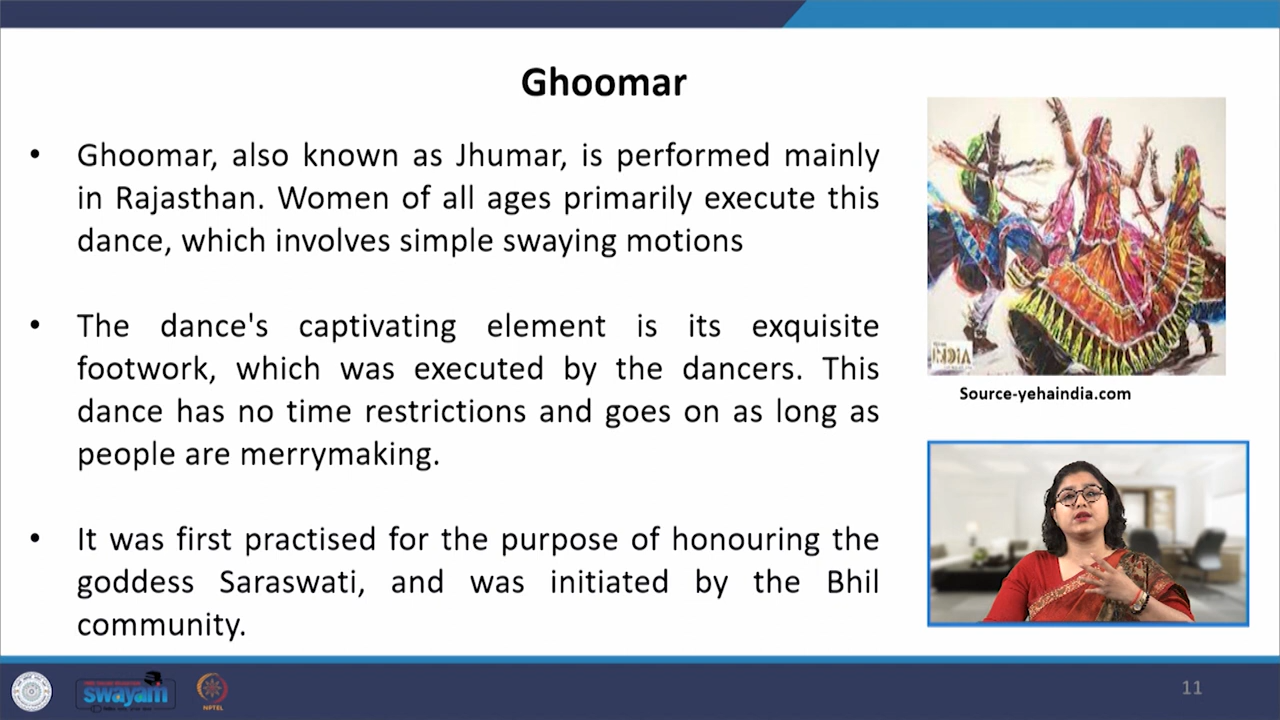 Ghoomar
• Ghoomar, also known as Jhumar, is performed mainly
in Rajasthan. Women of all ages primarily execute this
dance, which involves simple swaying motions
• The dance's captivating element is its exquisite
footwork, which was executed by the dancers. This
dance has no time restrictions and goes on as long as
people are merrymaking.
• It was first practised for the purpose of honouring the
goddess Saraswati, and was initiated by the Bhil
community.
INDIA
Source-yehaindia.com
swayam
NPTEL
11